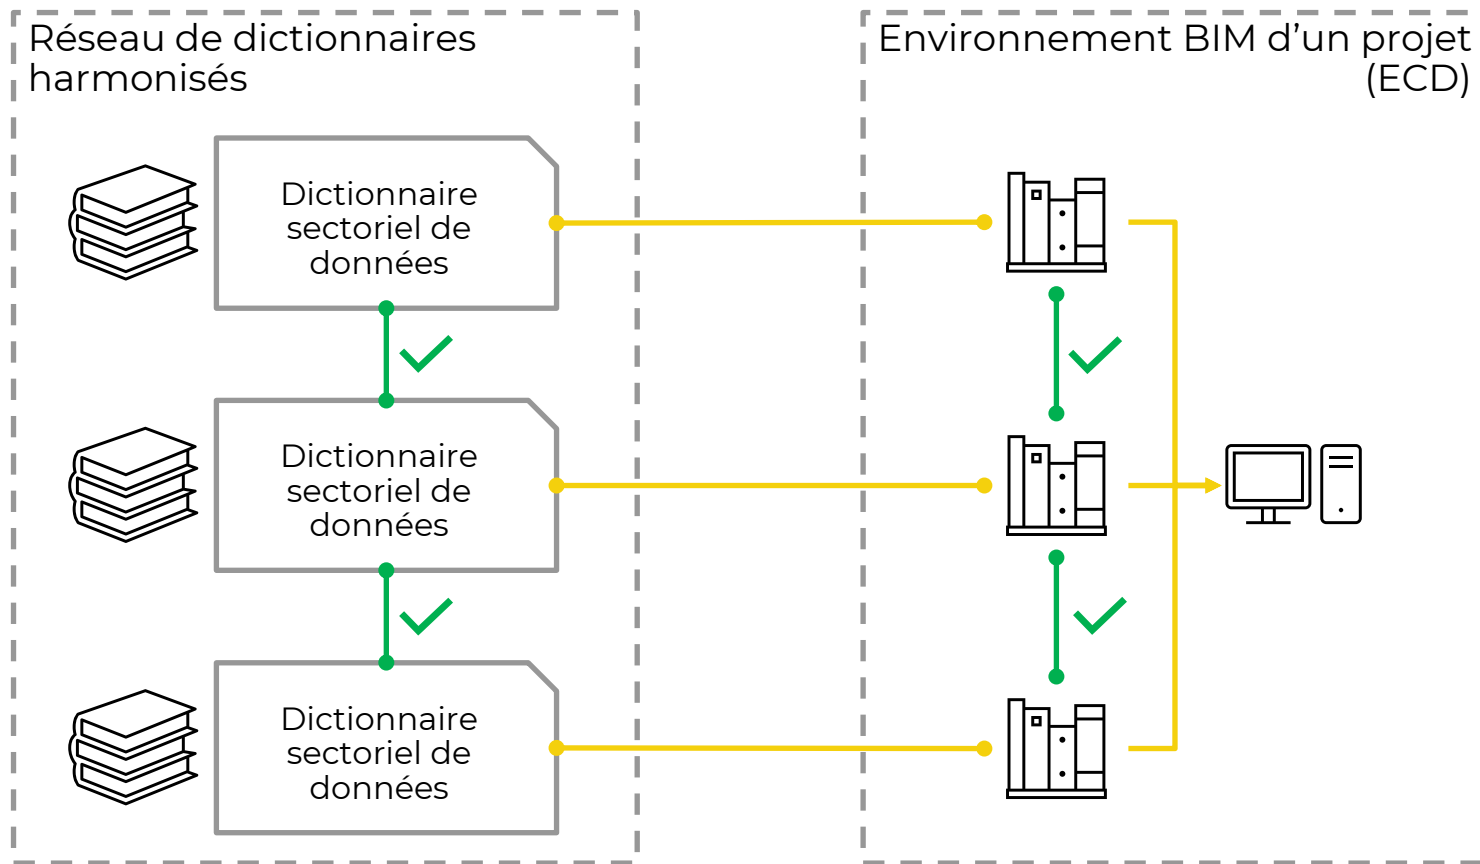 Réseau de dictionnaires
harmonisés
Environnement BIM d’un projet
(ECD)
Dictionnaire
sectoriel de
données
Dictionnaire
sectoriel de
données
Dictionnaire
sectoriel de
données